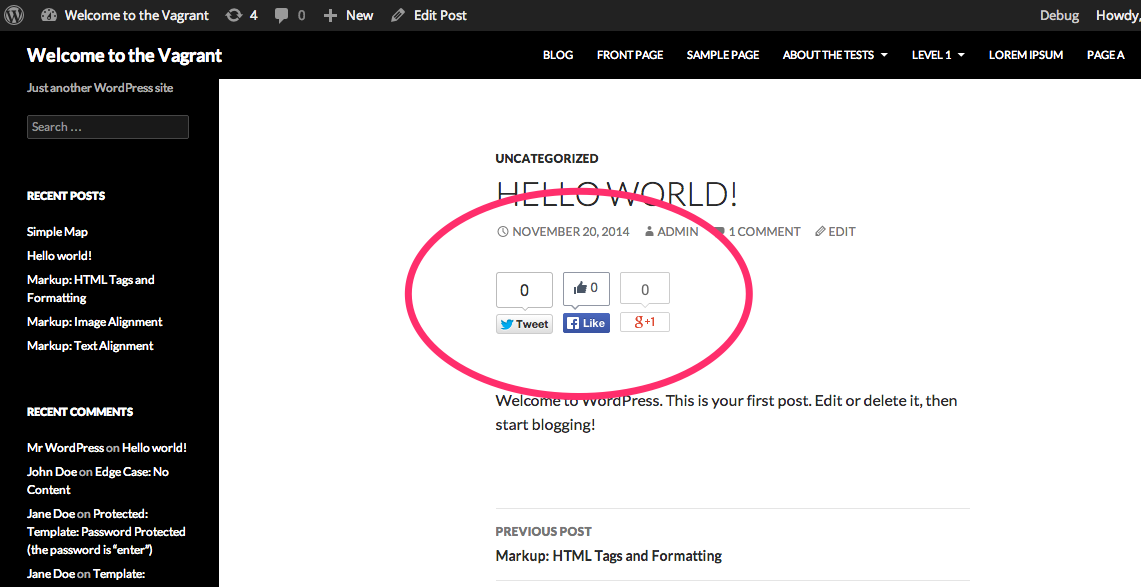 Welcome to the Vagrant 4 0 New Edit Post Debug Howdy,
Welcome to the Vagrant
BLOG FRONT PAGE SAMPLE PAGE ABOUT THE TESTS LEVEL 1 LOREM IPSUM PAGE A
Just another WordPress site
Search ...
RECENT POSTS
Simple Map
Hello world!
Markup: HTML Tags and
Formatting
Markup: Image Alignment
Markup: Text Alignment
RECENT COMMENTS
Mr WordPress on Hello world!
John Doe on Edge Case: No
Content
Jane Doe on Protected:
Template: Password Protected
(the password is “enter”)
Jane Doe on Template:
UNCATEGORIZED
HELLO WORLD!
NOVEMBER 20, 2014 ADMIN 1 COMMENT EDIT
0 0 0
Tweet Like g+1
Welcome to WordPress. This is your first post. Edit or delete it, then
start blogging!
PREVIOUS POST
Markup: HTML Tags and Formatting